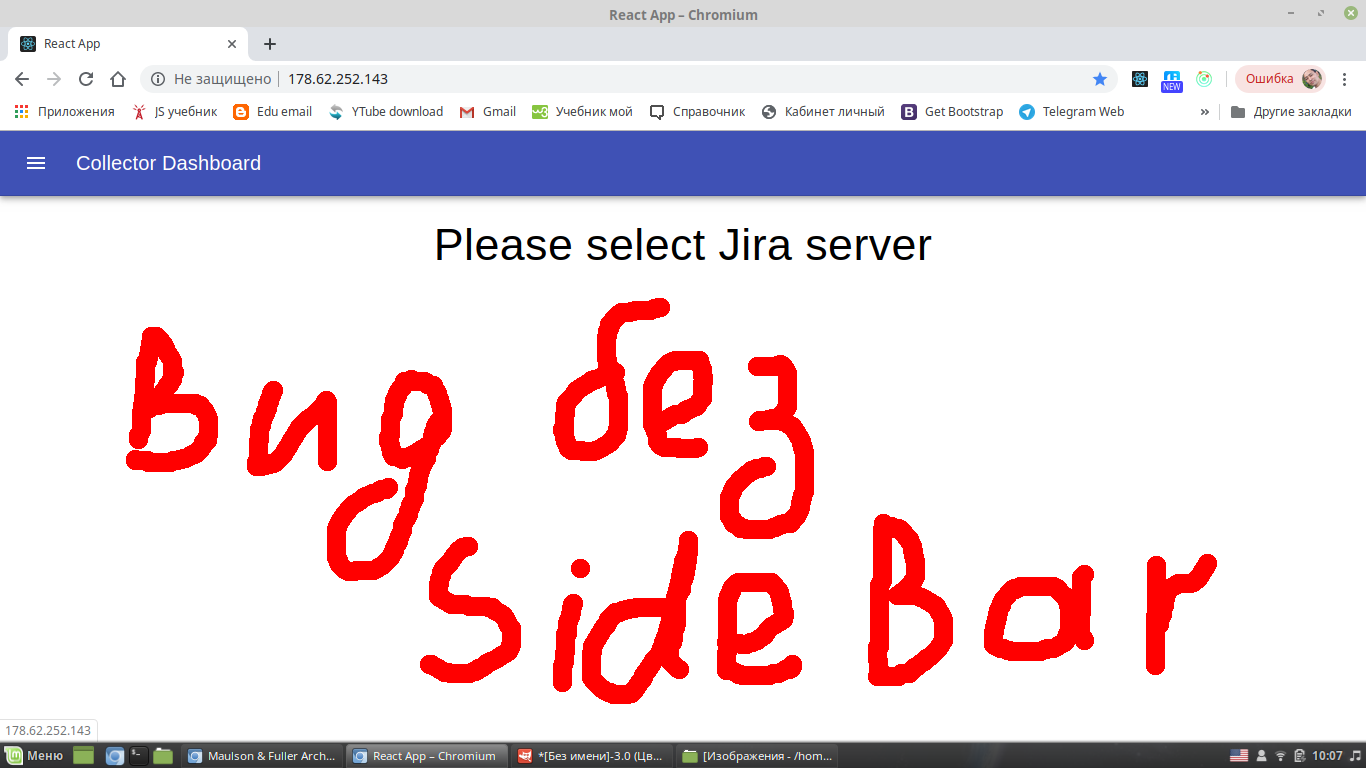 React App – Chromium
React App
Не защищено 178.62.252.143 NEW Ошибка
Приложения JS учебник Edu email YTube download Gmail Учебник мой Справочник Кабинет личный Get Bootstrap Telegram Web » Другие закладки
Collector Dashboard
Please select Jira server
Вид без
SideBar
178.62.252.143
Меню Maulson & Fuller Arch... React App – Chromium *[Без имени]-3.0 (Цв... [Изображения - /hom... 10:07